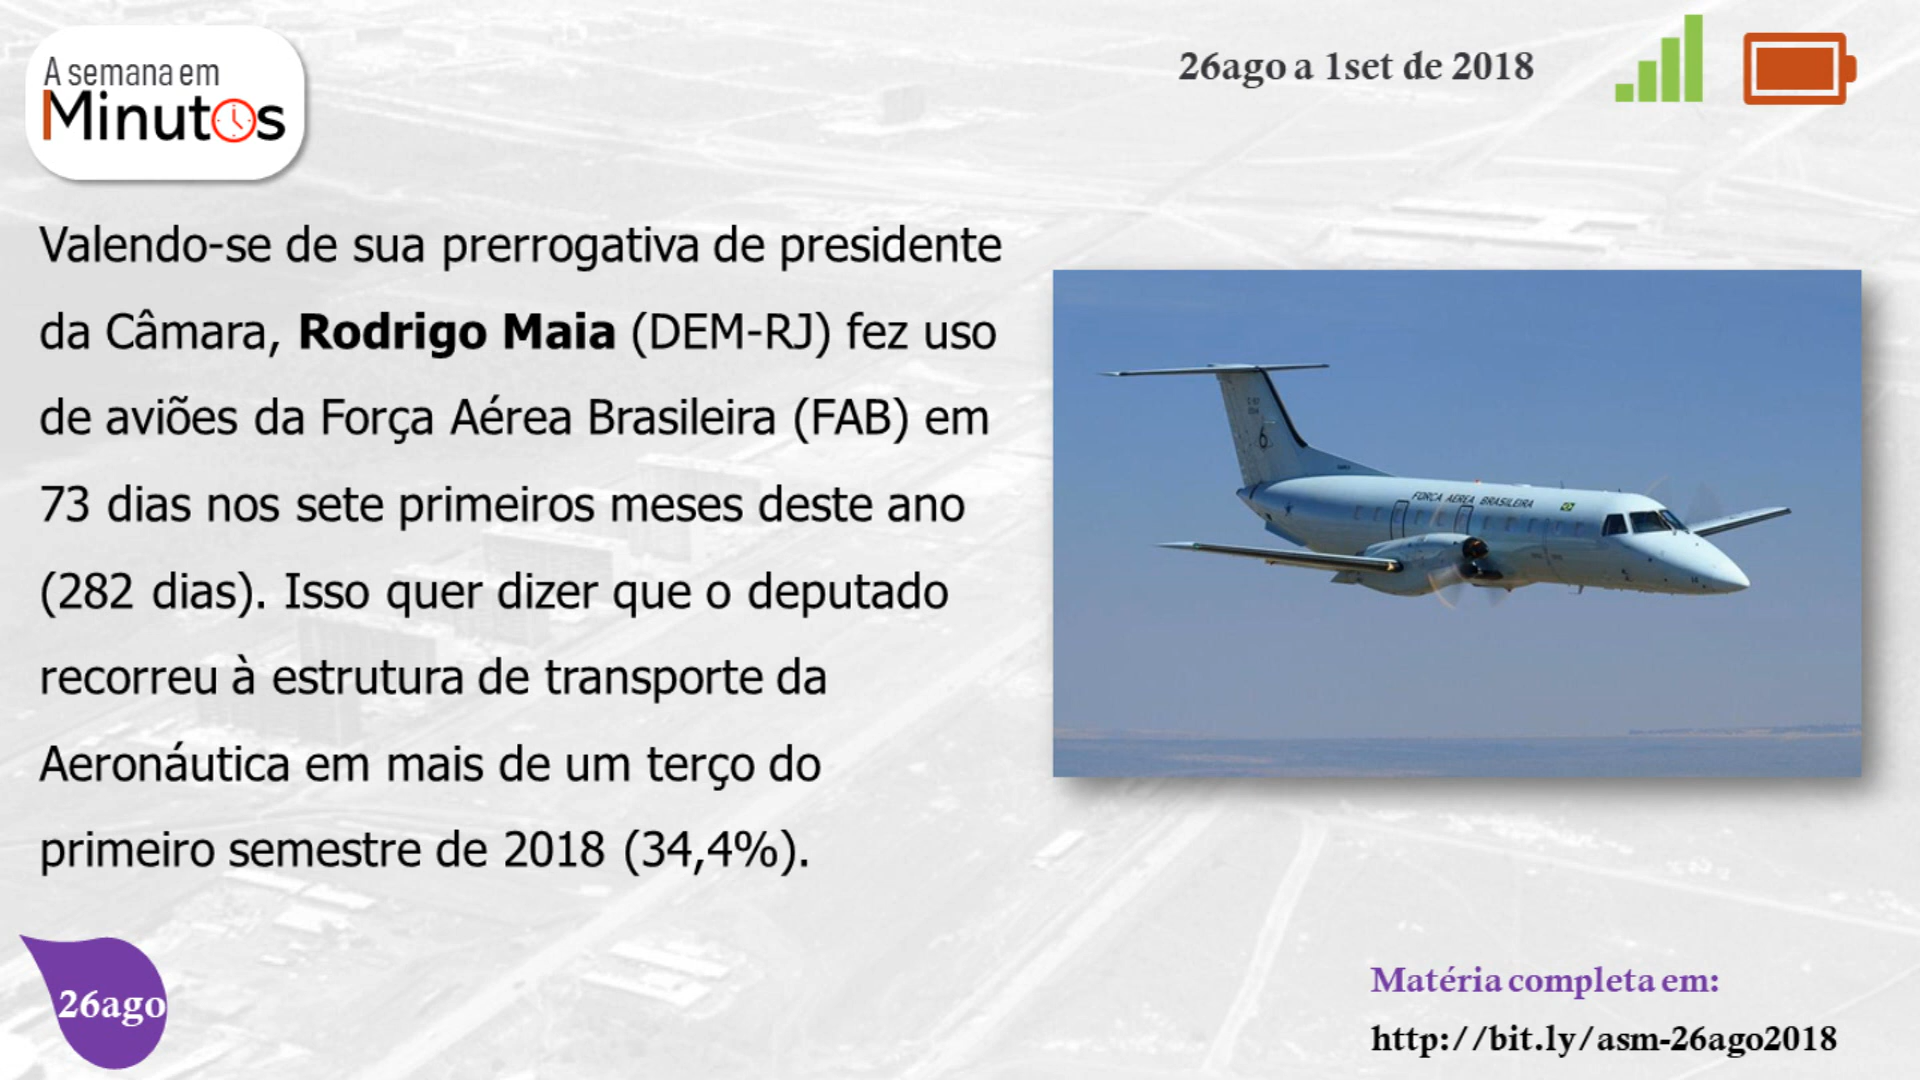 A semana em
Minutos
26ago a 1set de 2018
Valendo-se de sua prerrogativa de presidente
da Câmara, Rodrigo Maia (DEM-RJ) fez uso
de aviões da Força Aérea Brasileira (FAB) em
73 dias nos sete primeiros meses deste ano
(282 dias). Isso quer dizer que o deputado
recorreu à estrutura de transporte da
Aeronáutica em mais de um terço do
primeiro semestre de 2018 (34,4%).
FORÇA AEREA BRASILEIRA
6
26ago
Matéria completa em:
http://bit.ly/asm-26ago2018